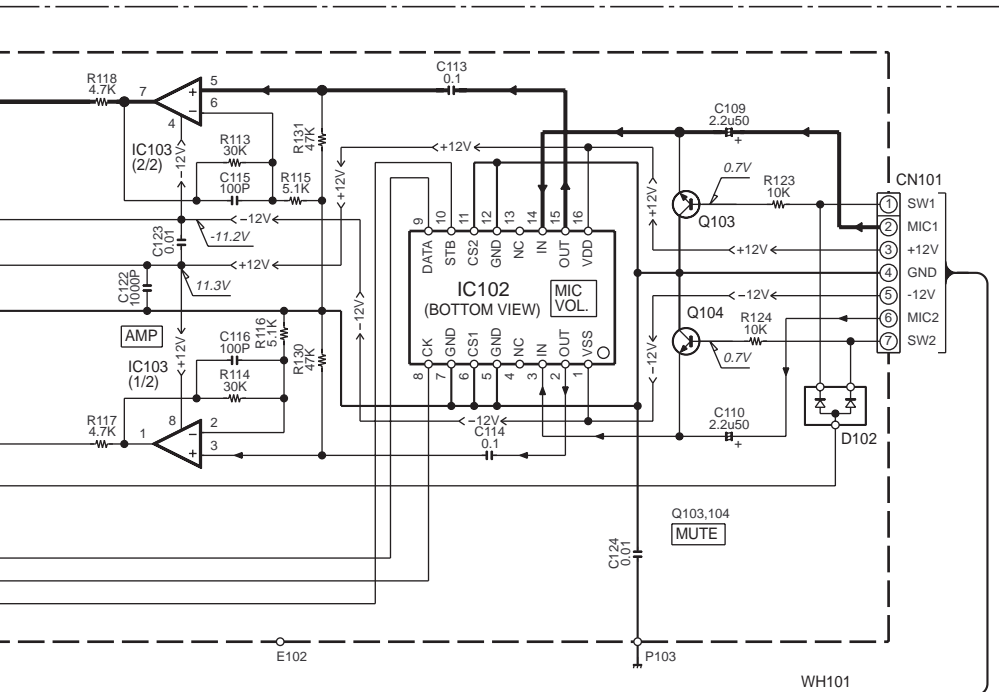 C113
0.1
R118
4.7K
7
5
6
4
+
−
IC103
(2/2)
−12V
R113
30K
C115
100P
R115
5.1K
R131
47K
+12V
+12V
C109
2.2u50
+
0.7V
R123
10K
Q103
+12V
+12V
CN101
1 SW1
2 MIC1
3 +12V
4 GND
5 -12V
6 MIC2
7 SW2
−12V
-11.2V
C123
0.01
+12V
11.3V
C122
1000P
AMP
9 10 11 12 13 14 15 16
DATA STB CS2 GND NC IN OUT VDD
IC102
(BOTTOM VIEW)
MIC
VOL.
CK GND CS1 GND NC IN OUT VSS
8 7 6 5 4 3 2 1
−12V
−12V
−12V
−12V
Q104
R124
10K
0.7V
C116
100P
R116
5.1K
R130
47K
+12V
IC103
(1/2)
R114
30K
R117
4.7K
1
8
2
3
−
+
C114
0.1
C110
2.2u50
+
D102
Q103,104
MUTE
C124
0.01
E102
P103
WH101